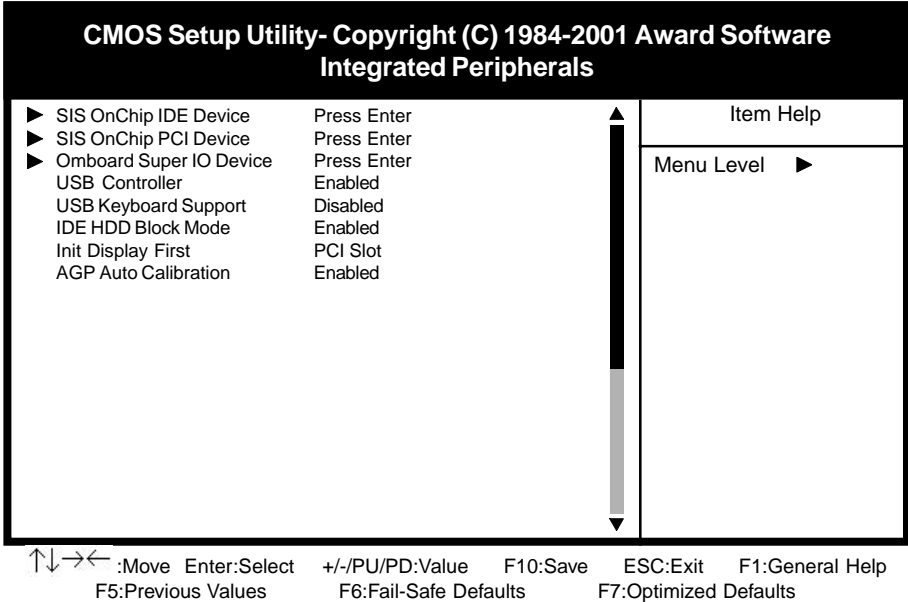 CMOS Setup Utility- Copyright (C) 1984-2001 Award Software
Integrated Peripherals
▶ SIS OnChip IDE Device Press Enter
▶ SIS OnChip PCI Device Press Enter
▶ Omboard Super IO Device Press Enter
USB Controller Enabled
USB Keyboard Support Disabled
IDE HDD Block Mode Enabled
Init Display First PCI Slot
AGP Auto Calibration Enabled
Item Help
Menu Level ▶
↑↓→← :Move Enter:Select +/-/PU/PD:Value F10:Save ESC:Exit F1:General Help
F5:Previous Values F6:Fail-Safe Defaults F7:Optimized Defaults